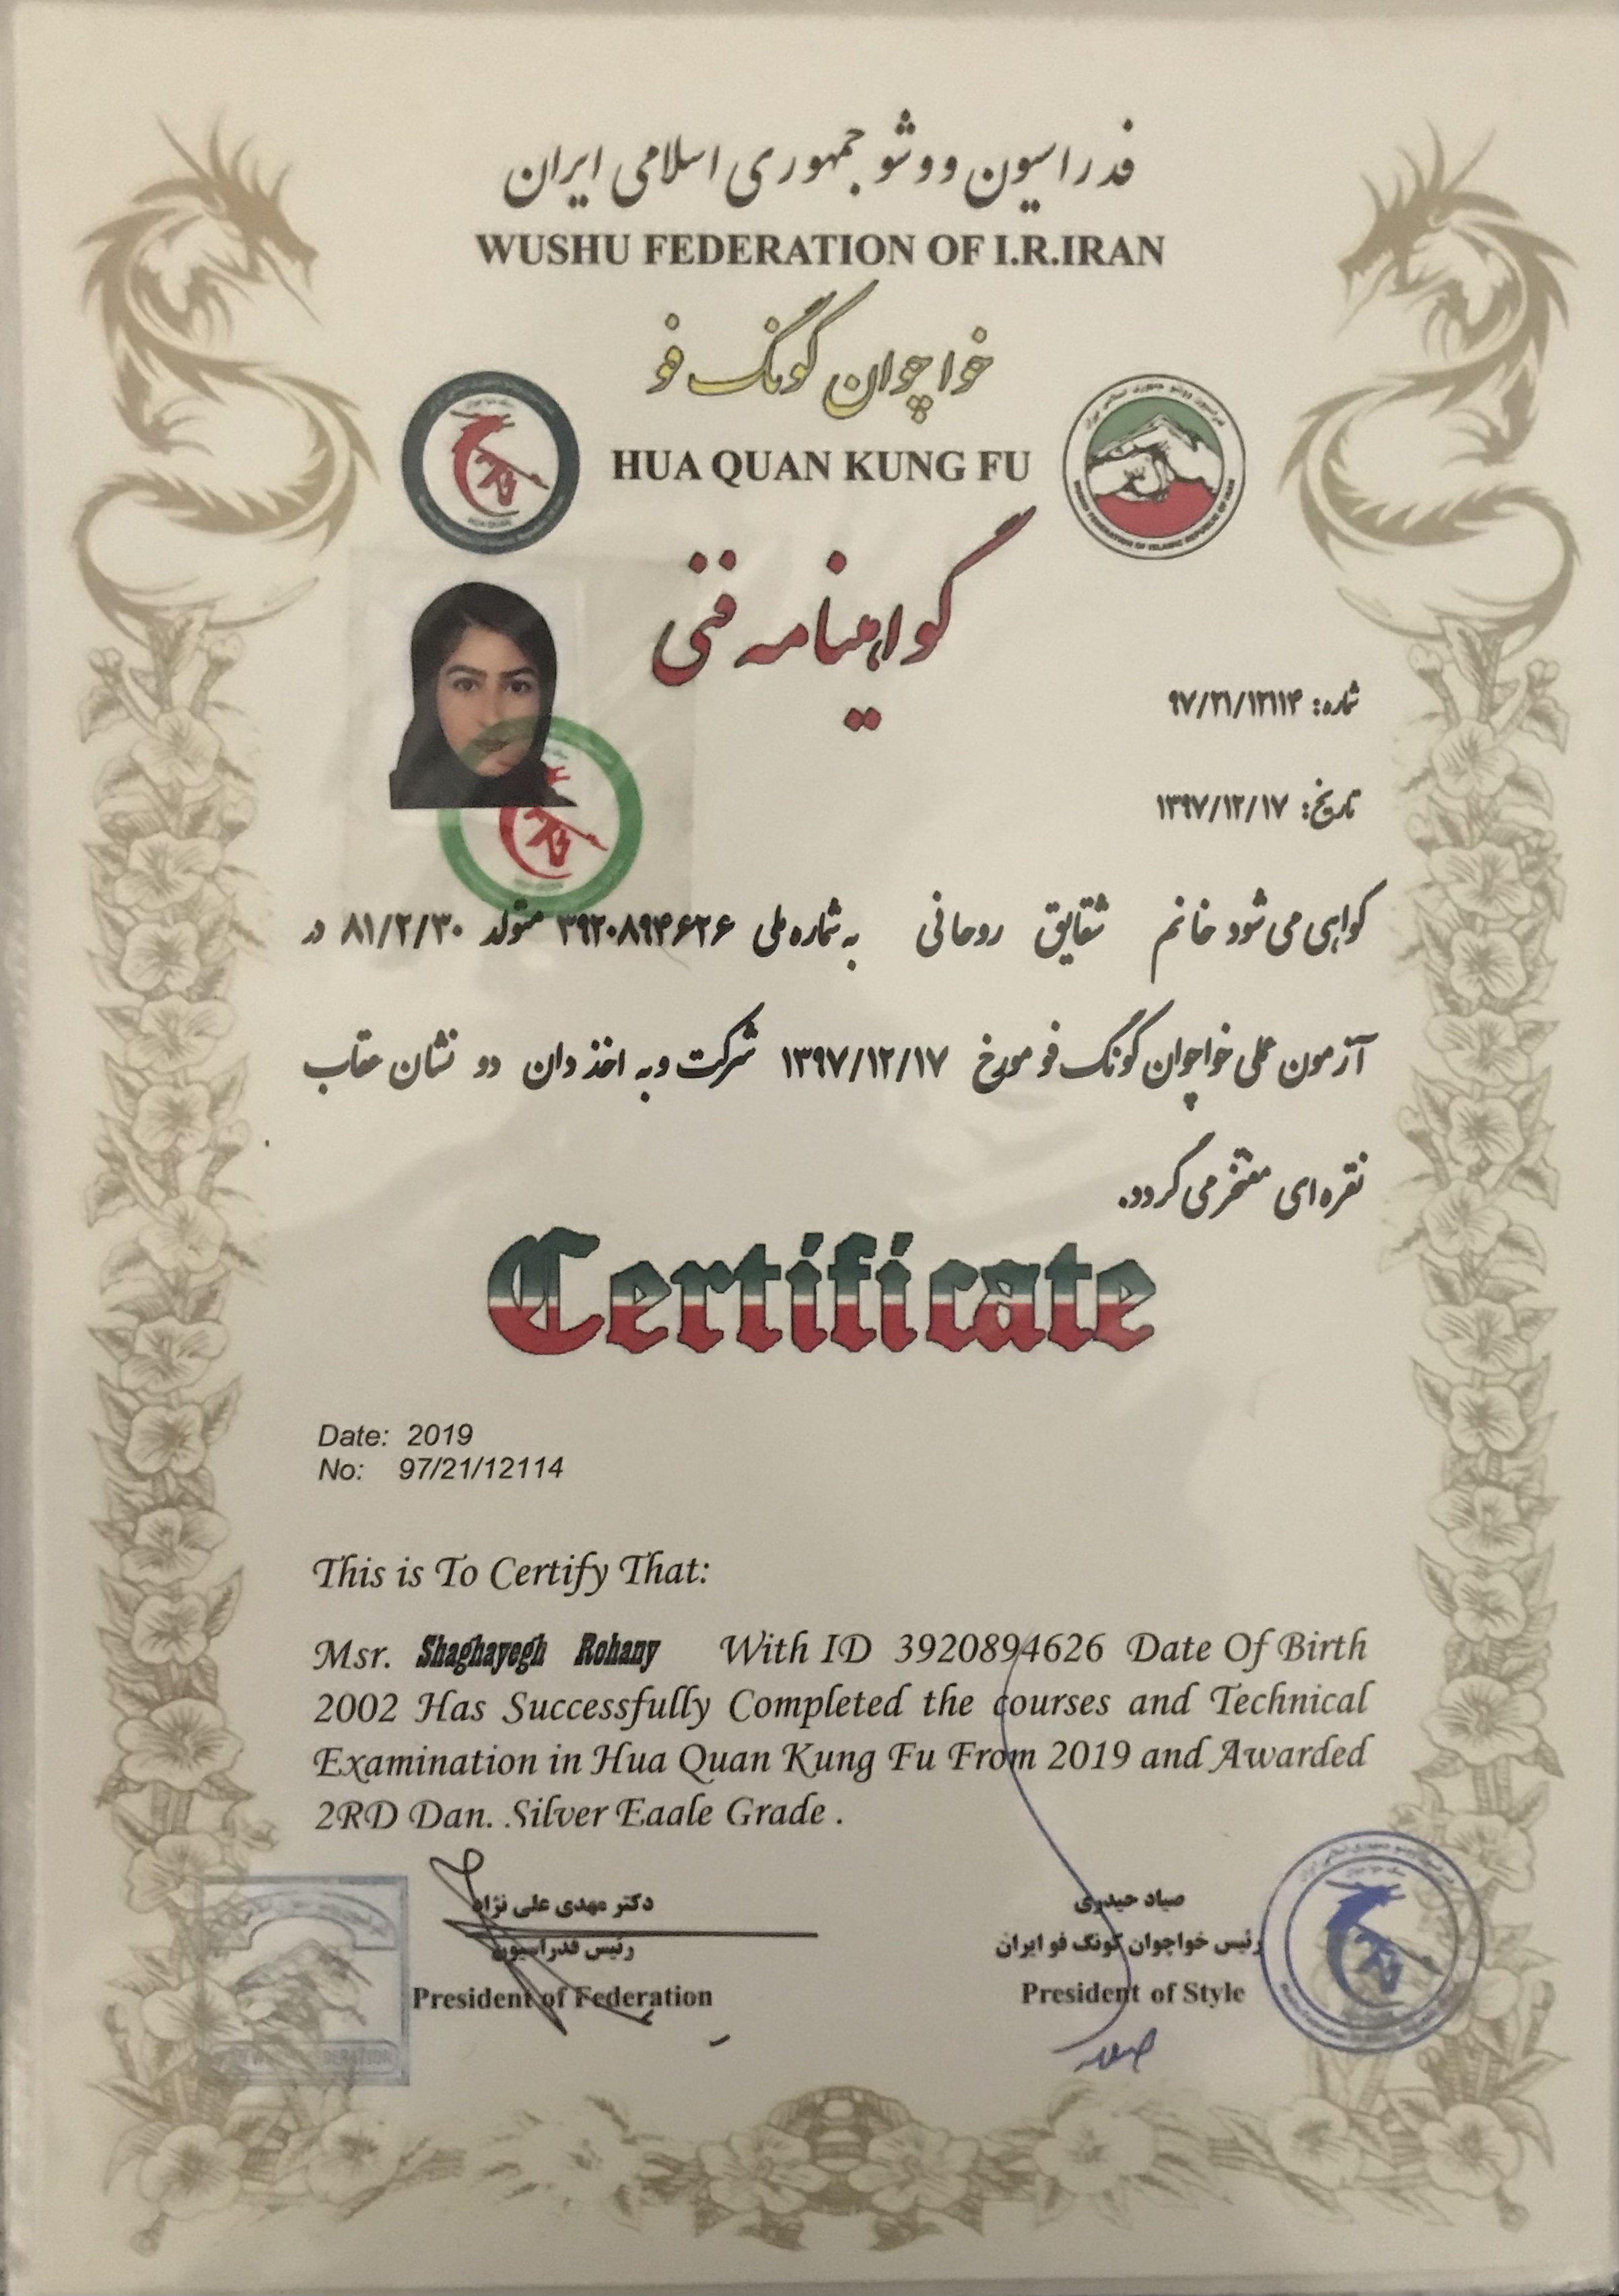 فدراسیون ووشو جمهوری اسلامی ایران
WUSHU FEDERATION OF I.R.IRAN
خواچوان کونگ فو
HUA QUAN KUNG FU
گواهینامه فنی
شماره: ۹۷/۲۱/۱۲۱۱۴
تاریخ: ۱۳۹۷/۱۲/۱۷
گواهی می شود خانم شقایق روحانی به شماره ملی ۳۹۲۰۸۹۴۶۲۶ متولد ۸۱/۲/۳۰ در
آزمون عملی خواچوان کونگ فو مورخ ۱۳۹۷/۱۲/۱۷ شرکت و به اخذ دان دو نشان عقاب
نقره ای مفتخر می گردد.
Certificate
Date: 2019
No: 97/21/12114
This is To Certify That:
Msr. Shaghayegh Rohany With ID 3920894626 Date Of Birth
2002 Has Successfully Completed the courses and Technical
Examination in Hua Quan Kung Fu From 2019 and Awarded
2RD Dan. Silver Eaale Grade .
دکتر مهدی علی نژاد
رئیس فدراسیون
President of Federation
صیاد حیدری
رئیس خواچوان کونگ فو ایران
President of Style